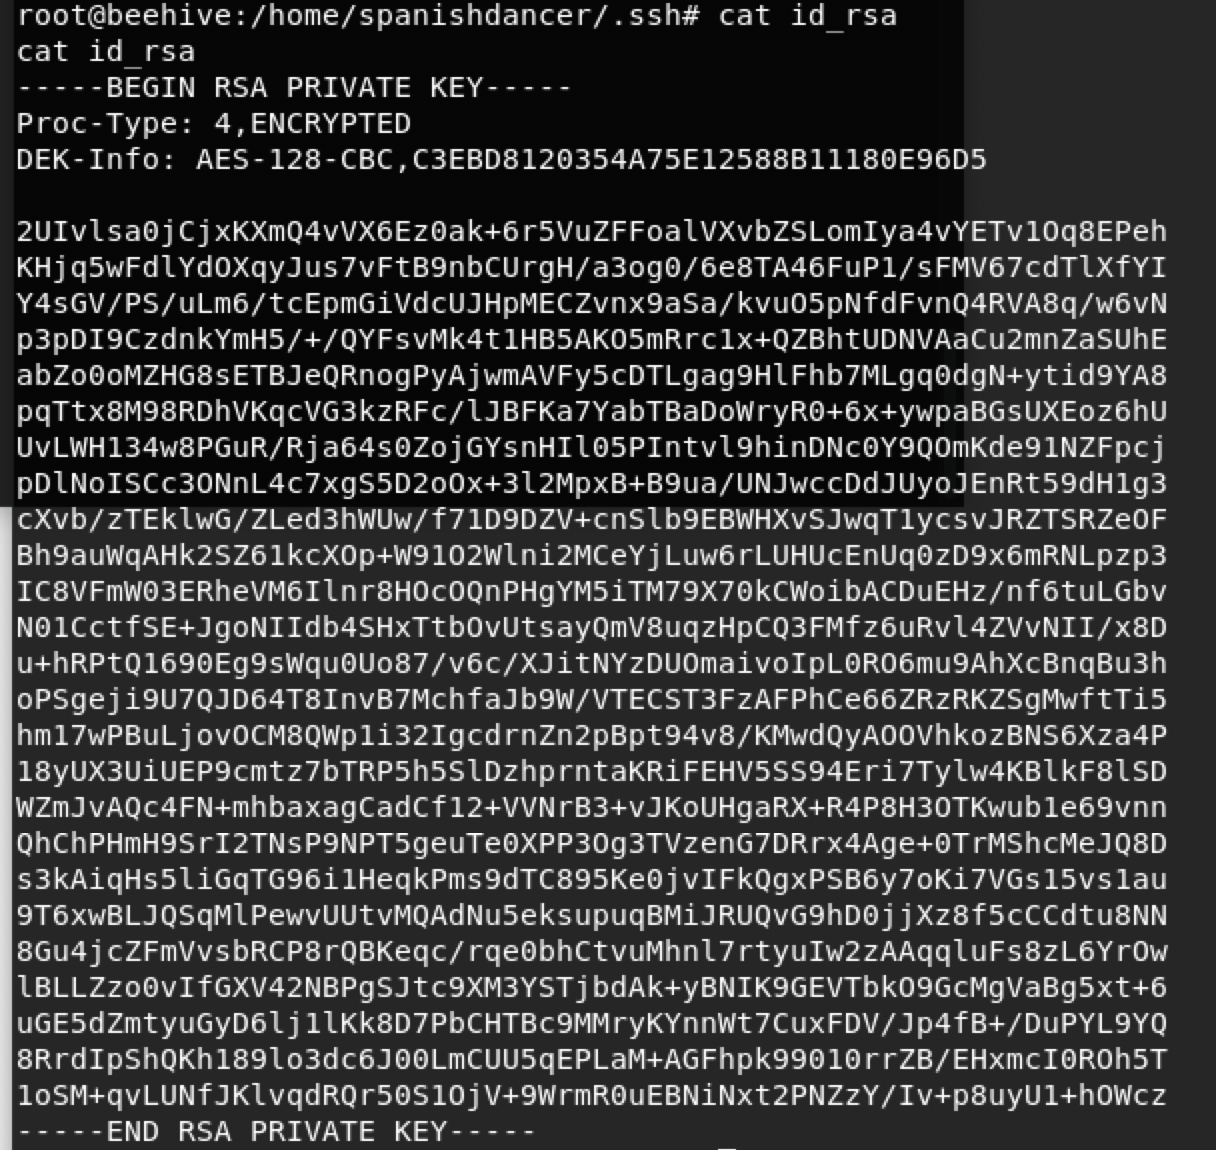 root@beehive:/home/spanishdancer/.ssh# cat id_rsa
cat id_rsa
-----BEGIN RSA PRIVATE KEY-----
Proc-Type: 4,ENCRYPTED
DEK-Info: AES-128-CBC,C3EBD8120354A75E12588B11180E96D5

2UIvlsa0jCjxKXmQ4vVX6Ez0ak+6r5VuZFFoalVXvbZSLomIya4vYETv1Oq8EPeh
KHjq5wFdlYdOXqyJus7vFtB9nbCUrgH/a3og0/6e8TA46FuP1/sFMV67cdTlXfYI
Y4sGV/PS/uLm6/tcEpmGiVdcUJHpMECZvnx9aSa/kvuO5pNfdFvnQ4RVA8q/w6vN
p3pDI9CzdnkYmH5/+/QYFsvMk4t1HB5AKO5mRrc1x+QZBhtUDNVAaCu2mnZaSUhE
abZo0oMZHG8sETBJeQRnogPyAjwmAVFy5cDTLgag9HlFhb7MLgq0dgN+ytid9YA8
pqTtx8M98RDhVKqcVG3kzRFc/lJBFKa7YabTBaDoWryR0+6x+ywpaBGsUXEoz6hU
UvLWH134w8PGuR/Rja64s0ZojGYsnHIl05PIntvl9hinDNc0Y9QOmKde91NZFpcj
pDlNoISCc3ONnL4c7xgS5D2oOx+3l2MpxB+B9ua/UNJwccDdJUyoJEnRt59dH1g3
cXvb/zTEklwG/ZLed3hWUw/f71D9DZV+cnSlb9EBWHXvSJwqT1ycsvJRZTSRZeOF
Bh9auWqAHk2SZ61kcXOp+W91O2Wlni2MCeYjLuw6rLUHUcEnUq0zD9x6mRNLpzp3
IC8VFmW03ERheVM6Ilnr8HOcOQnPHgYM5iTM79X70kCWoibACDuEHz/nf6tuLGbv
N01CctfSE+JgoNIIdb4SHxTtbOvUtsayQmV8uqzHpCQ3FMfz6uRvl4ZVvNII/x8D
u+hRPtQ1690Eg9sWqu0Uo87/v6c/XJitNYzDUOmaivoIpL0RO6mu9AhXcBnqBu3h
oPSgeji9U7QJD64T8InvB7MchfaJb9W/VTECST3FzAFPhCe66ZRzRKZSgMwftTi5
hm17wPBuLjovOCM8QWp1i32IgcdrnZn2pBpt94v8/KMwdQyAOOVhkozBNS6Xza4P
18yUX3UiUEP9cmtz7bTRP5h5SlDzhprntaKRiFEHV5SS94Eri7Tylw4KBlkF8lSD
WZmJvAQc4FN+mhbaxagCadCf12+VVNrB3+vJKoUHgaRX+R4P8H3OTKwub1e69vnn
QhChPHmH9SrI2TNsP9NPT5geuTe0XPP3Og3TVzenG7DRrx4Age+0TrMShcMeJQ8D
s3kAiqHs5liGqTG96i1HeqkPms9dTC895Ke0jvIFkQgxPSB6y7oKi7VGs15vs1au
9T6xwBLJQSqMlPewvUUtvMQAdNu5eksupuqBMiJRUQvG9hD0jjXz8f5cCCdtu8NN
8Gu4jcZFmVvsbRCP8rQBKeqc/rqe0bhCtvuMhnl7rtyuIw2zAAqqluFs8zL6YrOw
lBLLZzo0vIfGXV42NBPgSJtc9XM3YSTjbdAk+yBNIK9GEVTbkO9GcMgVaBg5xt+6
uGE5dZmtyuGyD6lj1lKk8D7PbCHTBc9MMryKYnnWt7CuxFDV/Jp4fB+/DuPYL9YQ
8RrdIpShQKh189lo3dc6J00LmCUU5qEPLaM+AGFhpk99010rrZB/EHxmcI0ROh5T
1oSM+qvLUNfJKlvqdRQr50S1OjV+9WrmR0uEBNiNxt2PNZzY/Iv+p8uyU1+hOWcz
-----END RSA PRIVATE KEY-----